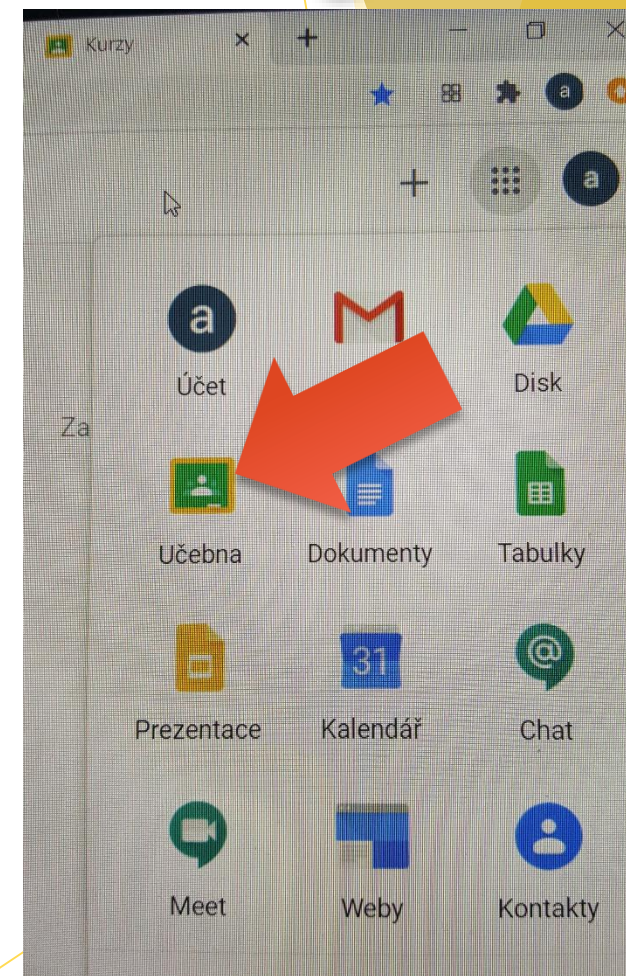 Kurzy
a
a
a
Účet
Disk
Za
Učebna
Dokumenty
Tabulky
31
@
Prezentace
Kalendář
Chat
Meet
Weby
Kontakty